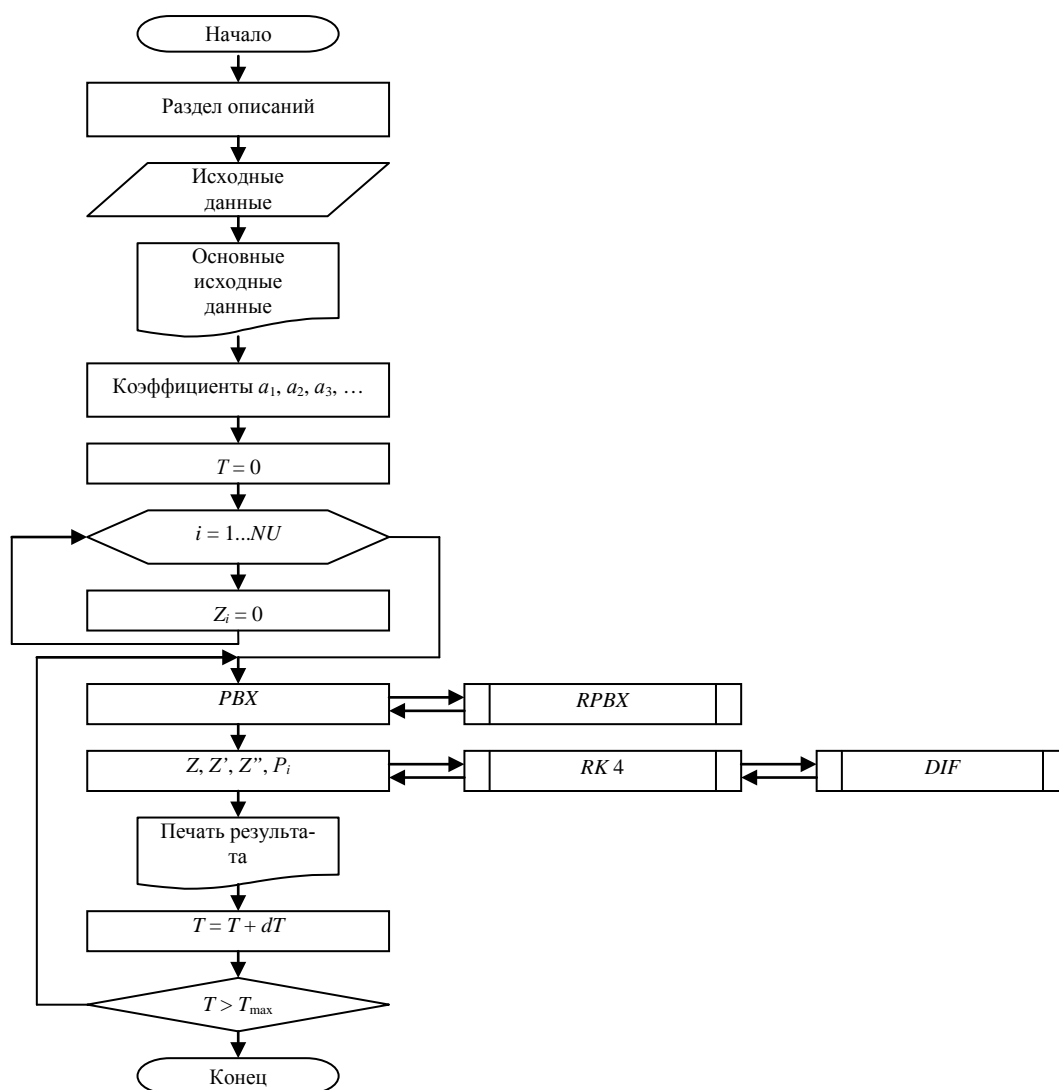 Начало
Раздел описаний
Исходные
данные
Основные
исходные
данные
Коэффициенты a₁, a₂, a₃, …
T = 0
i = 1...NU
Zᵢ = 0
PBX
RPBX
Z, Z’, Z”, Pᵢ
RK 4
DIF
Печать результа-
та
T = T + dT
T > Tmax
Конец